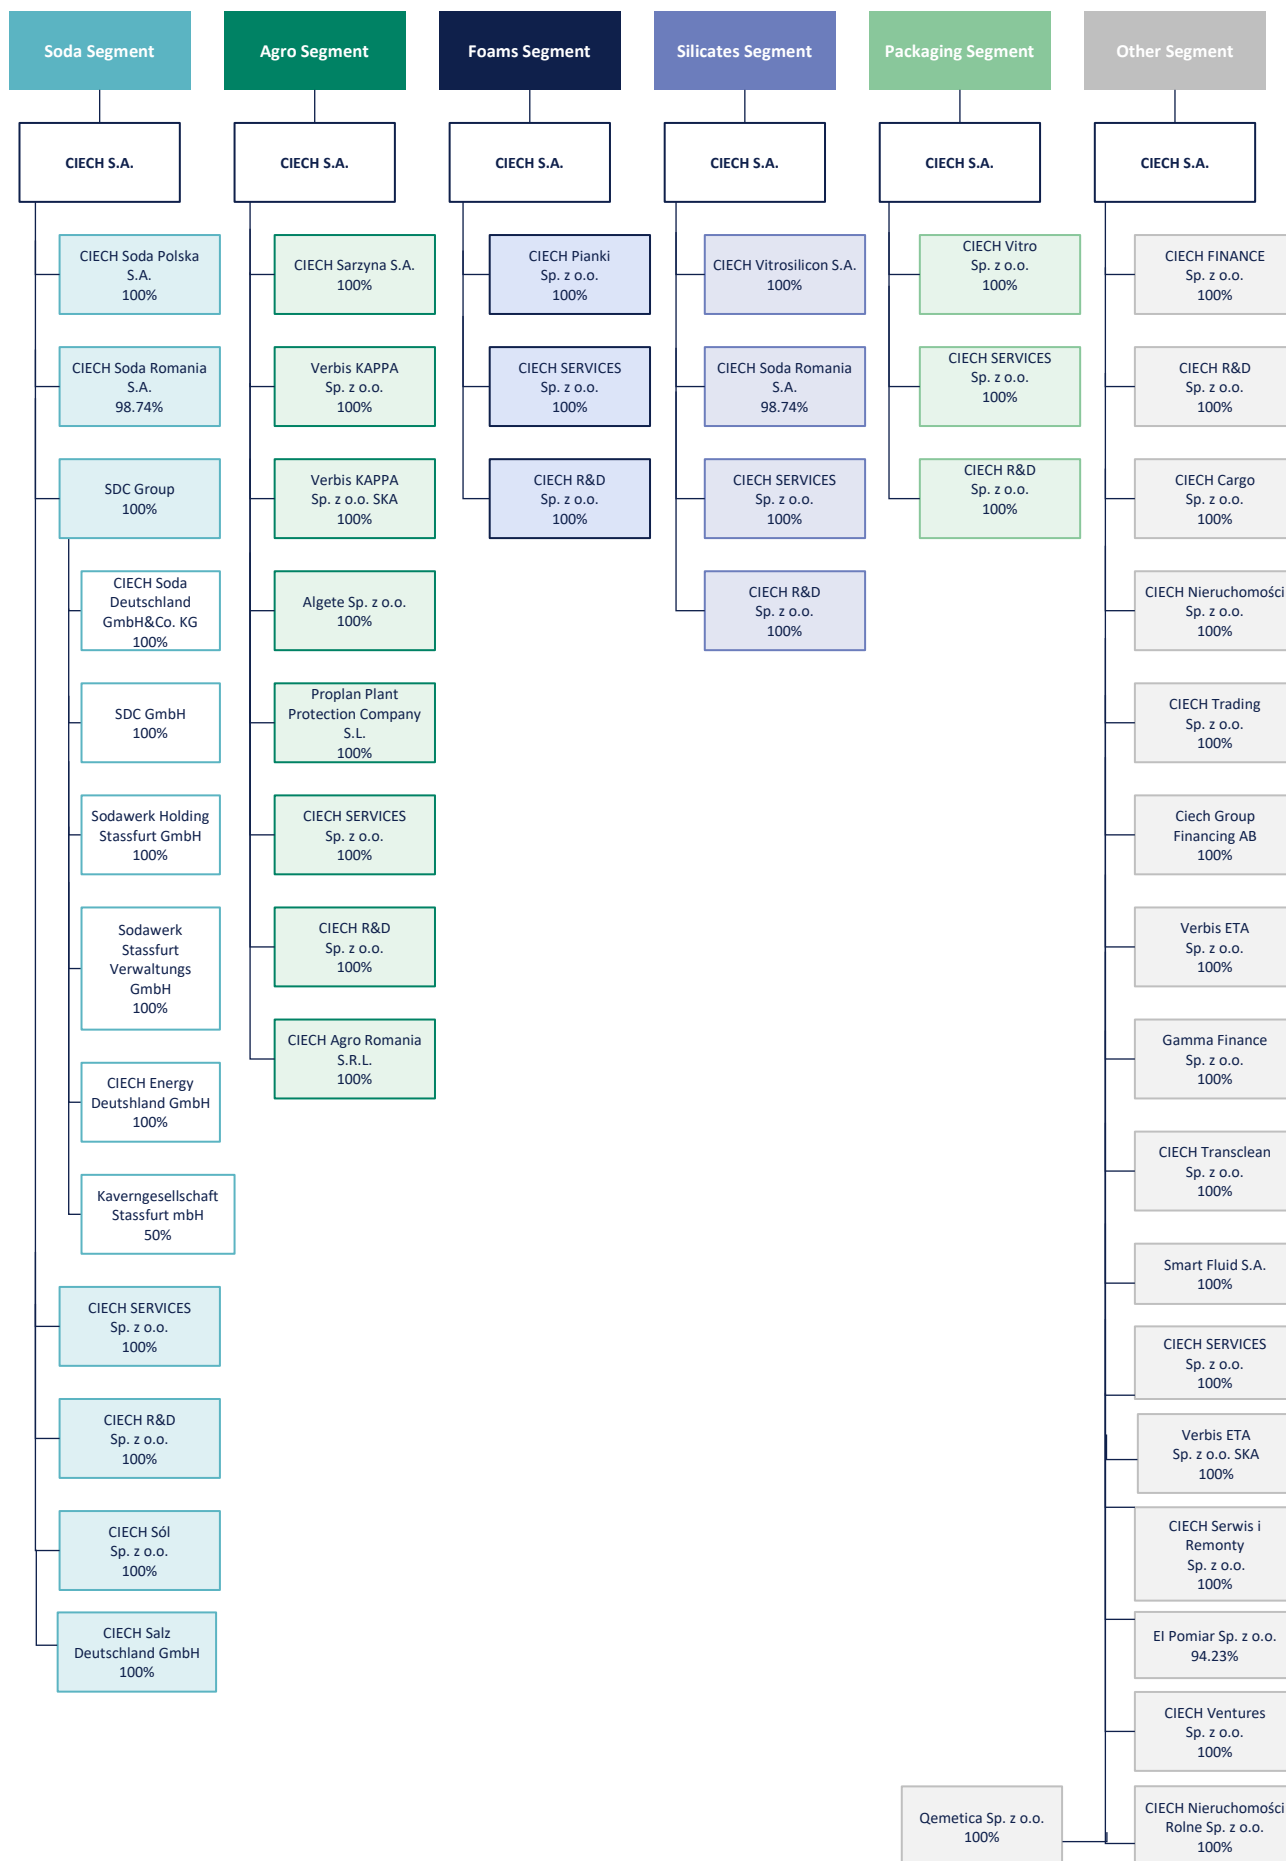 Soda Segment
CIECH S.A.
CIECH Soda Polska
S.A.
100%
CIECH Soda Romania
S.A.
98.74%
SDC Group
100%
CIECH Soda
Deutschland
GmbH&Co. KG
100%
SDC GmbH
100%
Sodawerk Holding
Stassfurt GmbH
100%
Sodawerk
Stassfurt
Verwaltungs
GmbH
100%
CIECH Energy
Deutshland GmbH
100%
Kaverngesellschaft
Stassfurt mbH
50%
CIECH SERVICES
Sp. z o.o.
100%
CIECH R&D
Sp. z o.o.
100%
CIECH Sól
Sp. z o.o.
100%
CIECH Salz
Deutschland GmbH
100%
Agro Segment
CIECH S.A.
CIECH Sarzyna S.A.
100%
Verbis KAPPA
Sp. z o.o.
100%
Verbis KAPPA
Sp. z o.o. SKA
100%
Algete Sp. z o.o.
100%
Proplan Plant
Protection Company
S.L.
100%
CIECH SERVICES
Sp. z o.o.
100%
CIECH R&D
Sp. z o.o.
100%
CIECH Agro Romania
S.R.L.
100%
Foams Segment
CIECH S.A.
CIECH Pianki
Sp. z o.o.
100%
CIECH SERVICES
Sp. z o.o.
100%
CIECH R&D
Sp. z o.o.
100%
Silicates Segment
CIECH S.A.
CIECH Vitrosilicon S.A.
100%
CIECH Soda Romania
S.A.
98.74%
CIECH SERVICES
Sp. z o.o.
100%
CIECH R&D
Sp. z o.o.
100%
Packaging Segment
CIECH S.A.
CIECH Vitro
Sp. z o.o.
100%
CIECH SERVICES
Sp. z o.o.
100%
CIECH R&D
Sp. z o.o.
100%
Other Segment
CIECH S.A.
CIECH FINANCE
Sp. z o.o.
100%
CIECH R&D
Sp. z o.o.
100%
CIECH Cargo
Sp. z o.o.
100%
CIECH Nieruchomości
Sp. z o.o.
100%
CIECH Trading
Sp. z o.o.
100%
Ciech Group
Financing AB
100%
Verbis ETA
Sp. z o.o.
100%
Gamma Finance
Sp. z o.o.
100%
CIECH Transclean
Sp. z o.o.
100%
Smart Fluid S.A.
100%
CIECH SERVICES
Sp. z o.o.
100%
Verbis ETA
Sp. z o.o. SKA
100%
CIECH Serwis i
Remonty
Sp. z o.o.
100%
El Pomiar Sp. z o.o.
94.23%
CIECH Ventures
Sp. z o.o.
100%
Qemetica Sp. z o.o.
100%
CIECH Nieruchomości
Rolne Sp. z o.o.
100%